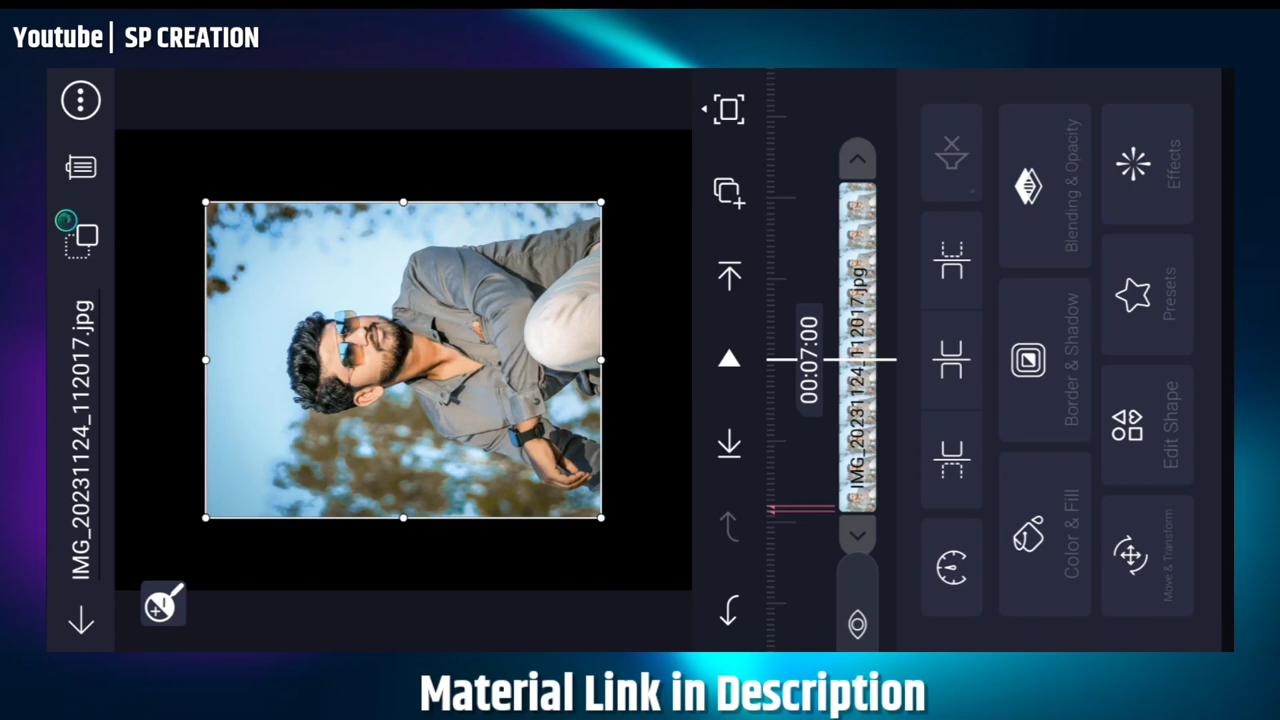 Youtube | SP CREATION
IMG_20231124_112017.jpg
00:07:00
IMG_20231124_112017.jpg
Blending & Opacity
Border & Shadow
Color & Fill
Effects
Presets
Edit Shape
Move & Transform
Material Link in Description